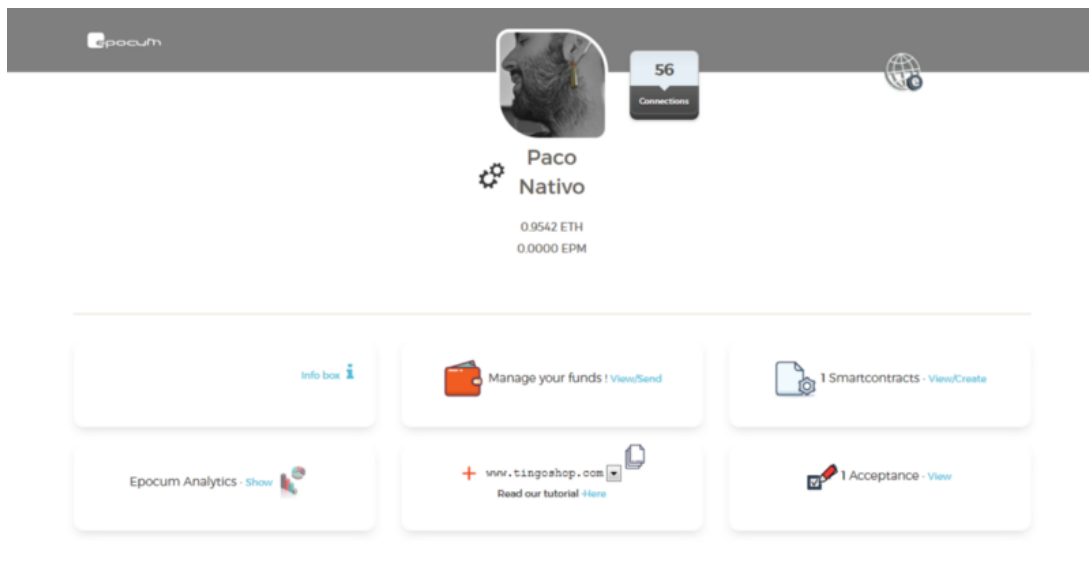 epocum
56
Connections
Paco
Nativo
0.9542 ETH
0.0000 EPM
Info box i
Manage your funds ! View/Send
1 Smartcontracts - View/Create
Epocum Analytics - Show
+ www.tingoshop.com
Read our tutorial -Here
1 Acceptance - View